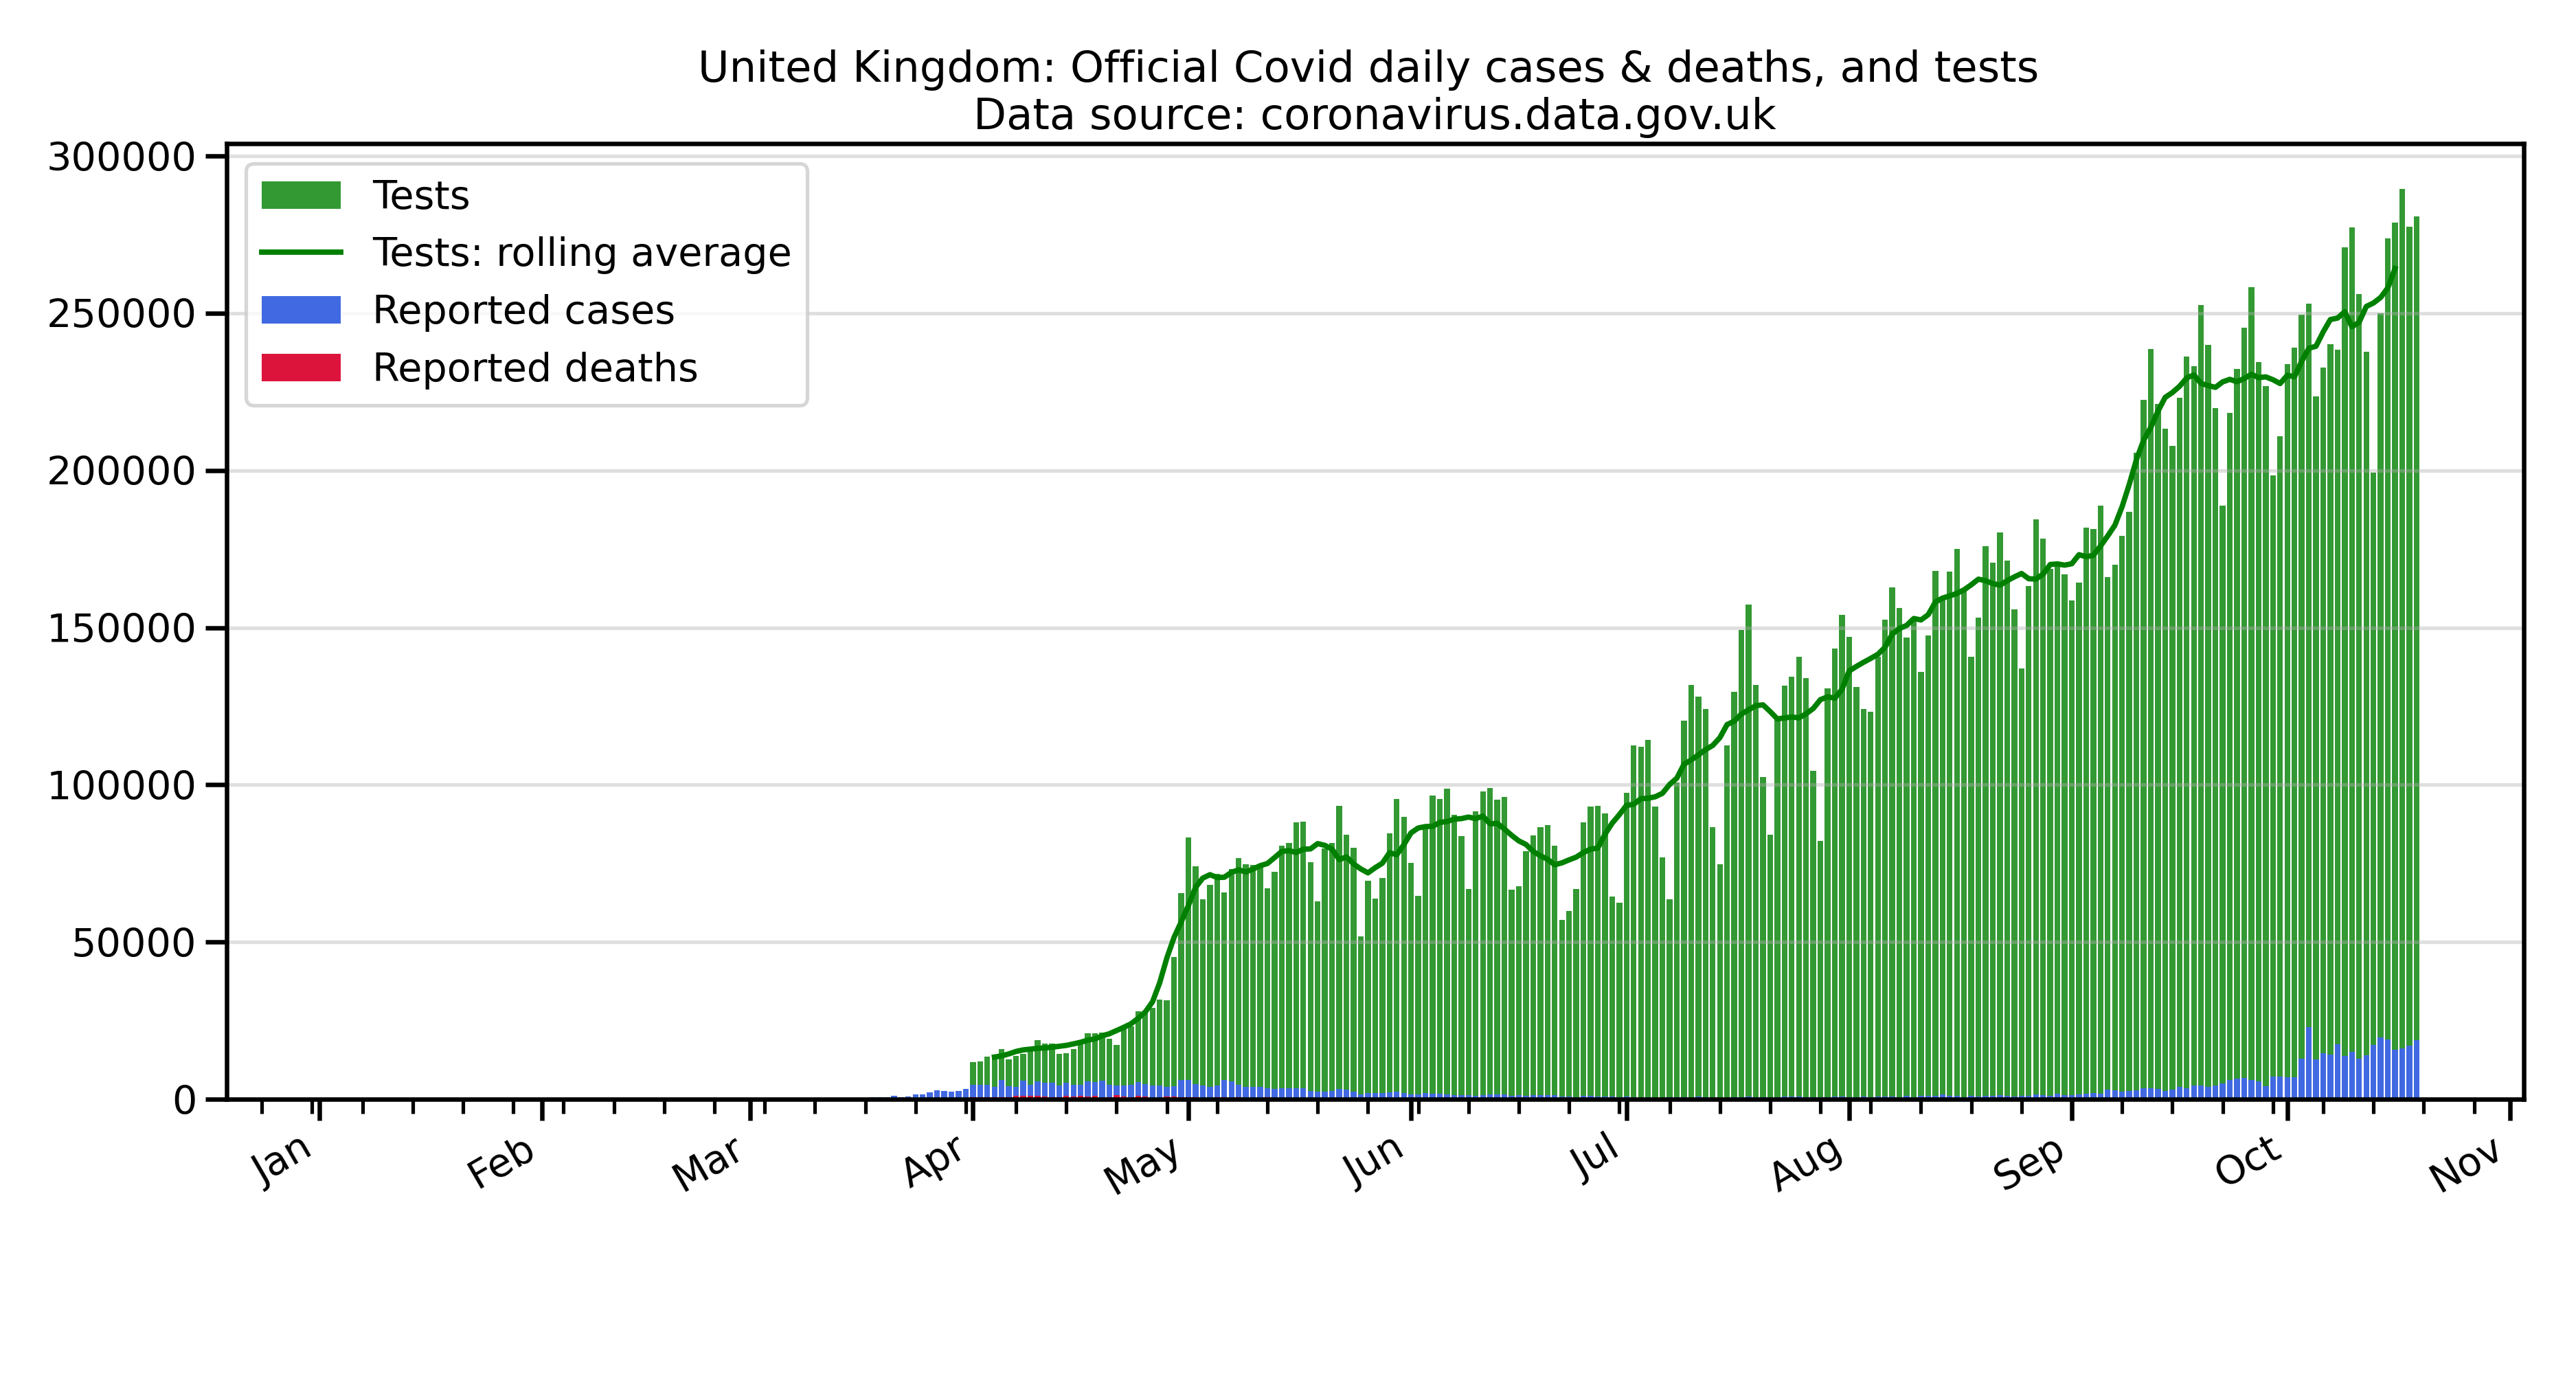 United Kingdom: Official Covid daily cases & deaths, and tests
Data source: coronavirus.data.gov.uk
300000
250000
200000
150000
100000
50000
0
Tests
Tests: rolling average
Reported cases
Reported deaths
Jan
Feb
Mar
Apr
May
Jun
Jul
Aug
Sep
Oct
Nov